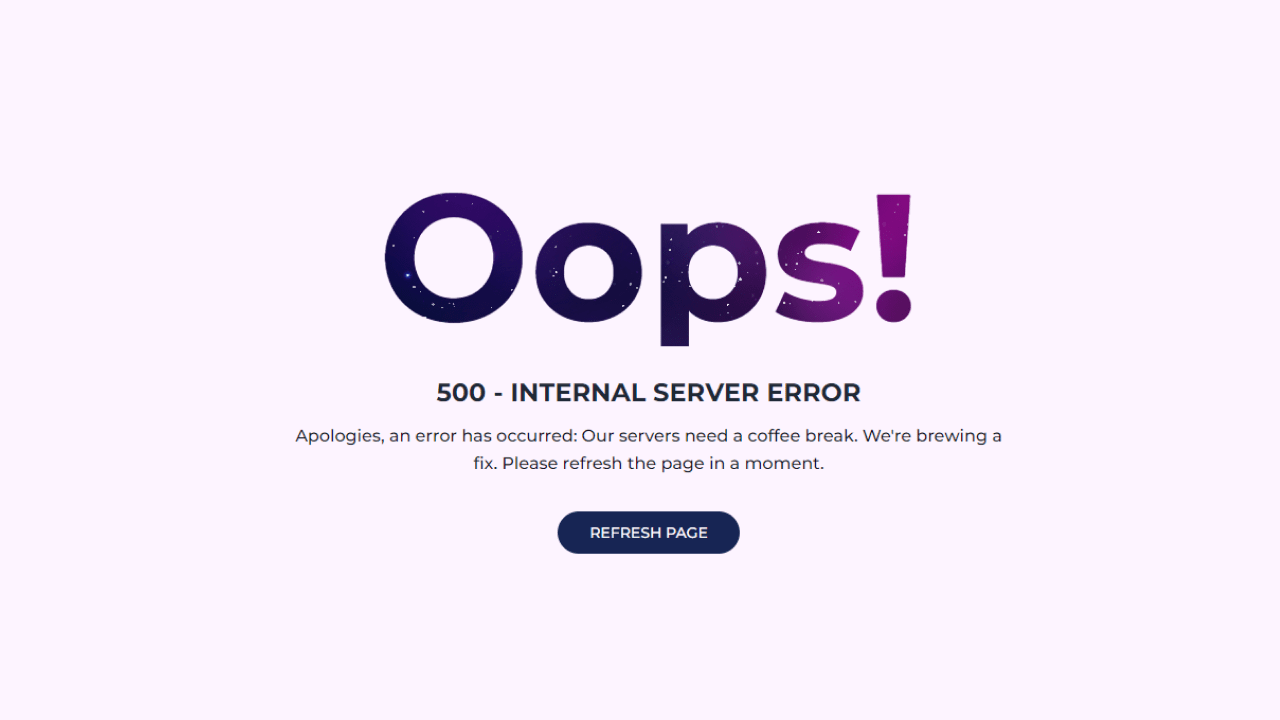 Oops!
500 - INTERNAL SERVER ERROR
Apologies, an error has occurred: Our servers need a coffee break. We're brewing a
fix. Please refresh the page in a moment.
REFRESH PAGE